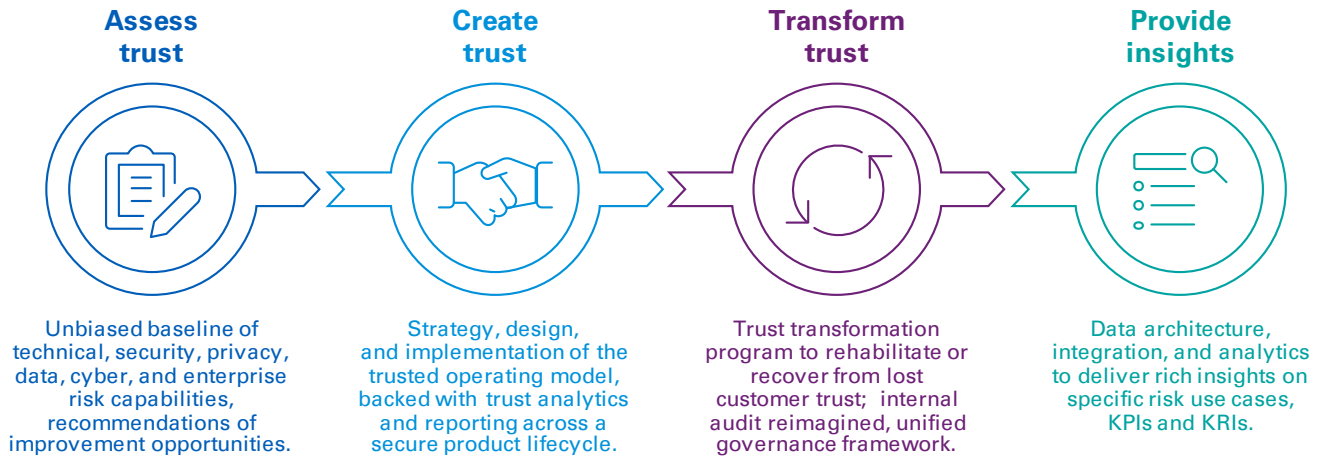 Assess
trust
Unbiased baseline of
technical, security, privacy,
data, cyber, and enterprise
risk capabilities,
recommendations of
improvement opportunities.
Create
trust
Strategy, design,
and implementation of the
trusted operating model,
backed with trust analytics
and reporting across a
secure product lifecycle.
Transform
trust
Trust transformation
program to rehabilitate or
recover from lost
customer trust; internal
audit reimagined, unified
governance framework.
Provide
insights
Data architecture,
integration, and analytics
to deliver rich insights on
specific risk use cases,
KPIs and KRIs.